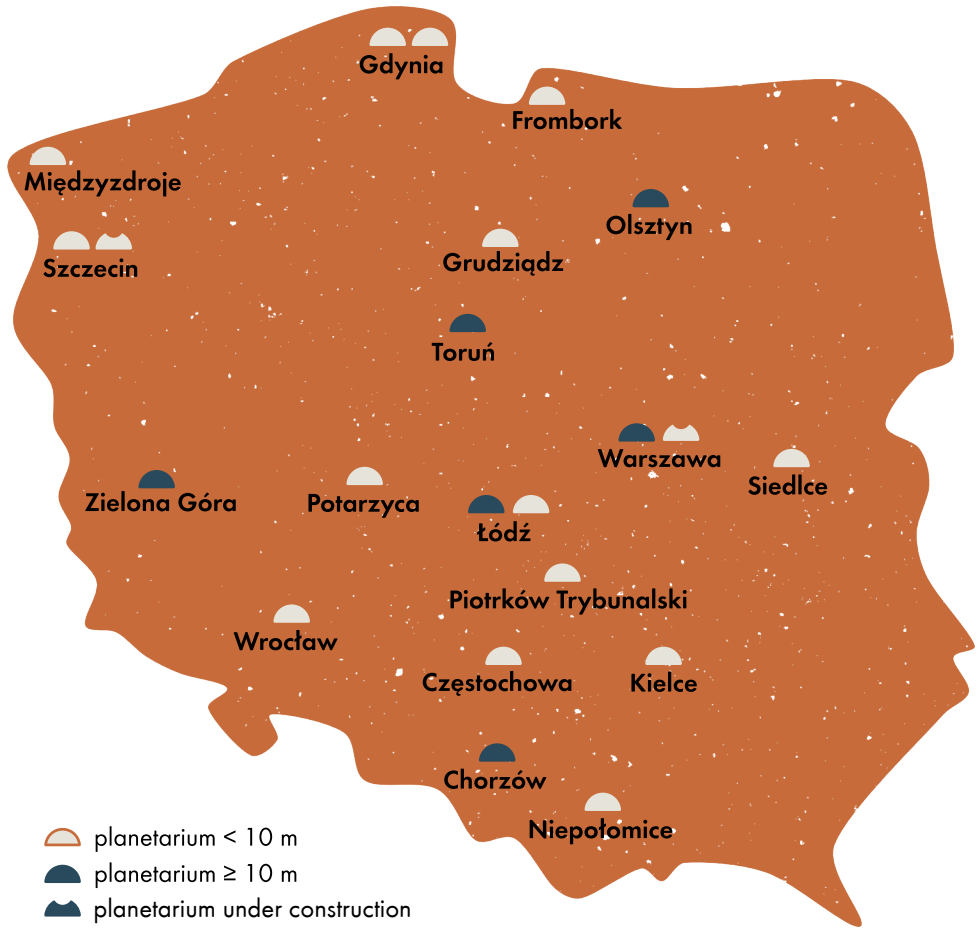 Gdynia
Frombork
Międzyzdroje
Olsztyn
Szczecin
Grudziądz
Toruń
Warszawa
Siedlce
Zielona Góra
Potarzyca
Łódź
Piotrków Trybunalski
Wrocław
Częstochowa
Kielce
Chorzów
Niepołomice
planetarium < 10 m
planetarium ≥ 10 m
planetarium under construction